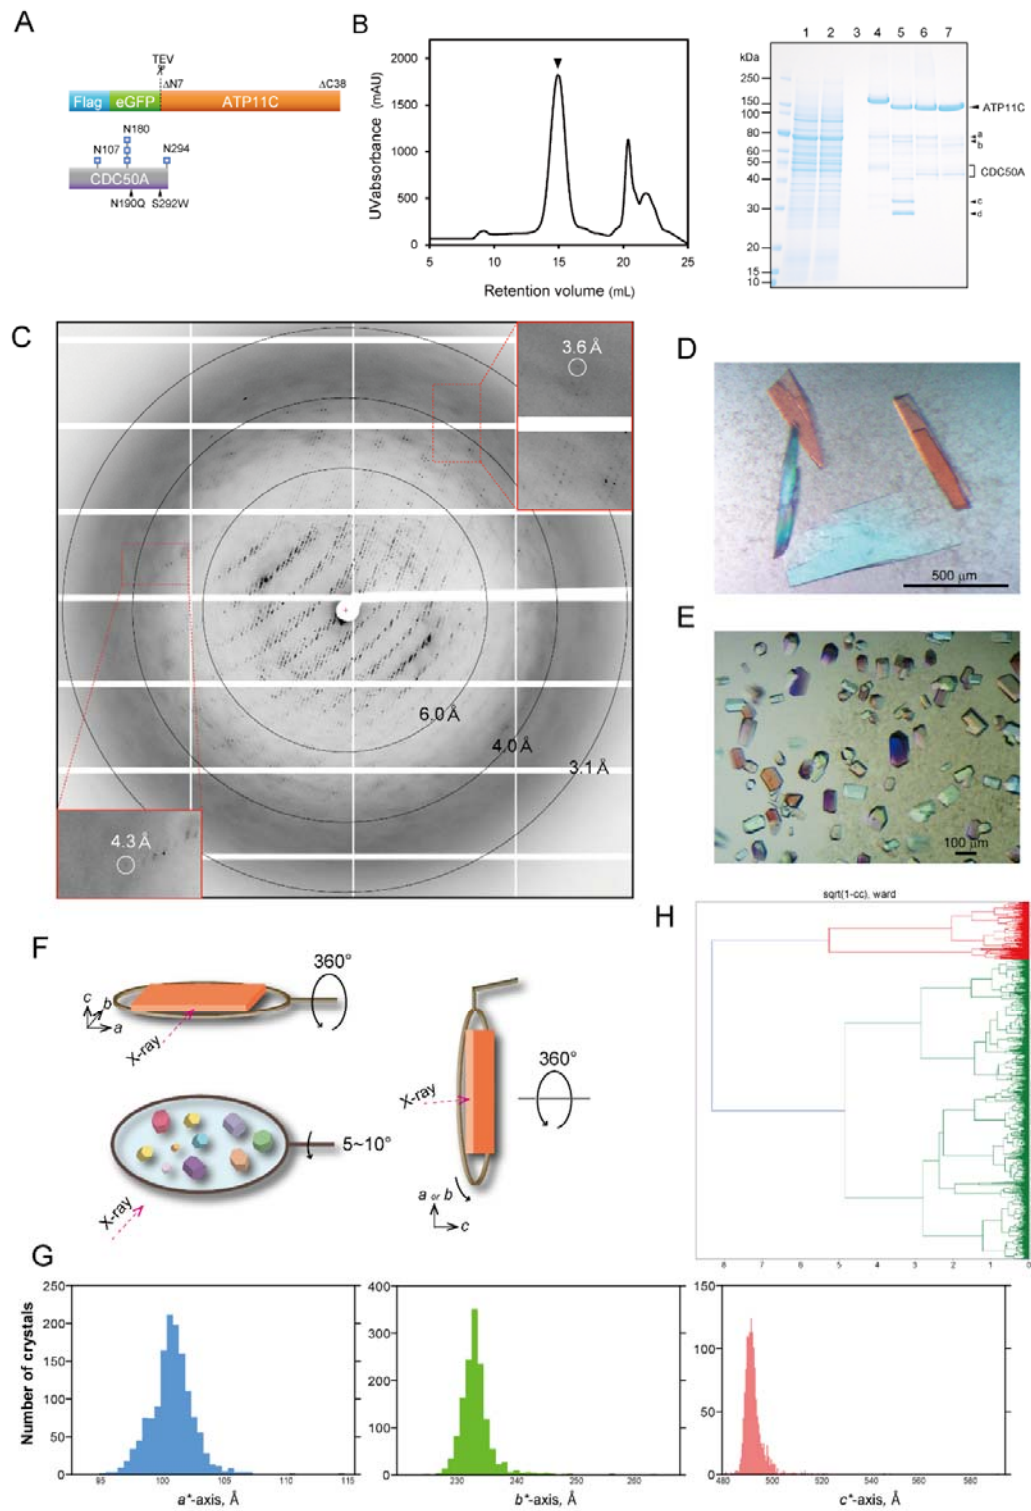 A
TEV
ΔN7
ΔC38
Flag
eGFP
ATP11C
N180
N107
N294
CDC50A
N190Q
S292W
B
UVabsorbance (mAU)
2000
1500
1000
500
0
5
10
15
20
25
Retention volume (mL)
1 2 3 4 5 6 7
kDa
250
150
100
80
60
50
40
30
20
15
10
ATP11C
a
b
CDC50A
c
d
C
3.6 Å
6.0 Å
4.0 Å
3.1 Å
4.3 Å
D
500 μm
E
100 μm
F
360°
c
b
a
X-ray
5~10°
X-ray
360°
X-ray
a or b
c
H
sqrt(1-cc), ward
8 7 6 5 4 3 2 1 0
G
Number of crystals
250
200
150
100
50
0
95 100 105 110 115
a*-axis, Å
400
300
200
100
0
230 240 250 260
b*-axis, Å
150
100
50
0
480 500 520 540 560 580
c*-axis, Å